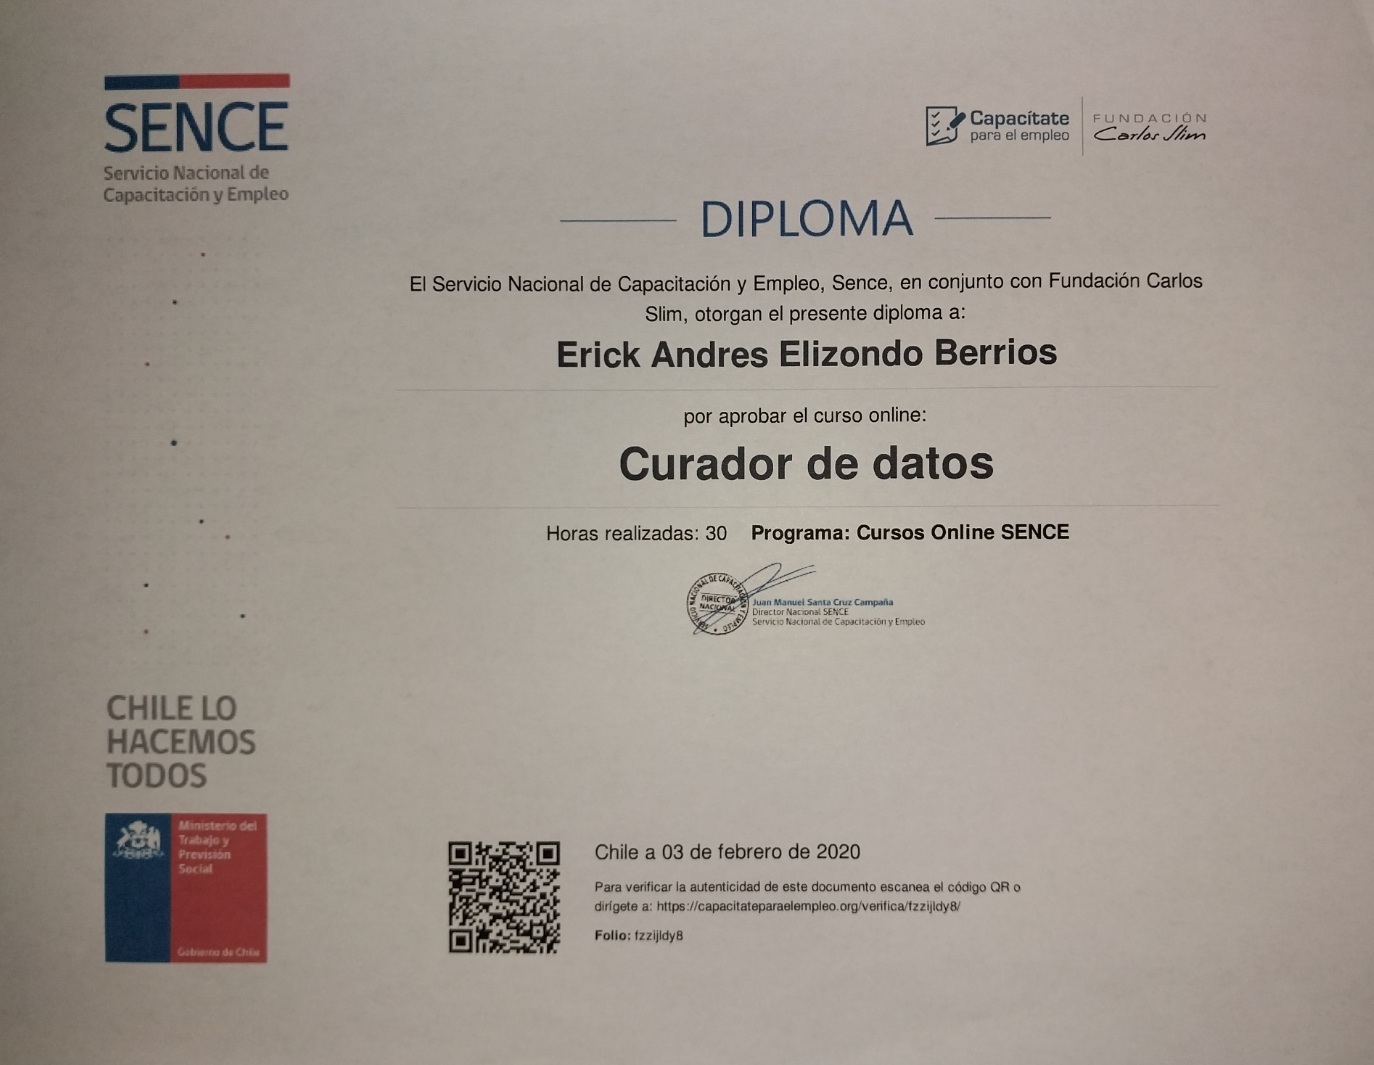 SENCE
Servicio Nacional de
Capacitación y Empleo
Capacítate
para el empleo
FUNDACIÓN
Carlos Slim
DIPLOMA
El Servicio Nacional de Capacitación y Empleo, Sence, en conjunto con Fundación Carlos
Slim, otorgan el presente diploma a:
Erick Andres Elizondo Berrios
por aprobar el curso online:
Curador de datos
Horas realizadas: 30 Programa: Cursos Online SENCE
SERVICIO NACIONAL DE CAPACITACIÓN Y EMPLEO
DIRECTOR
NACIONAL
Juan Manuel Santa Cruz Campaña
Director Nacional SENCE
Servicio Nacional de Capacitación y Empleo
CHILE LO
HACEMOS
TODOS
Ministerio del
Trabajo y
Previsión
Social
Gobierno de Chile
Chile a 03 de febrero de 2020
Para verificar la autenticidad de este documento escanea el código QR o
dirígete a: https://capacitateparaelempleo.org/verifica/fzzijldy8/
Folio: fzzijldy8